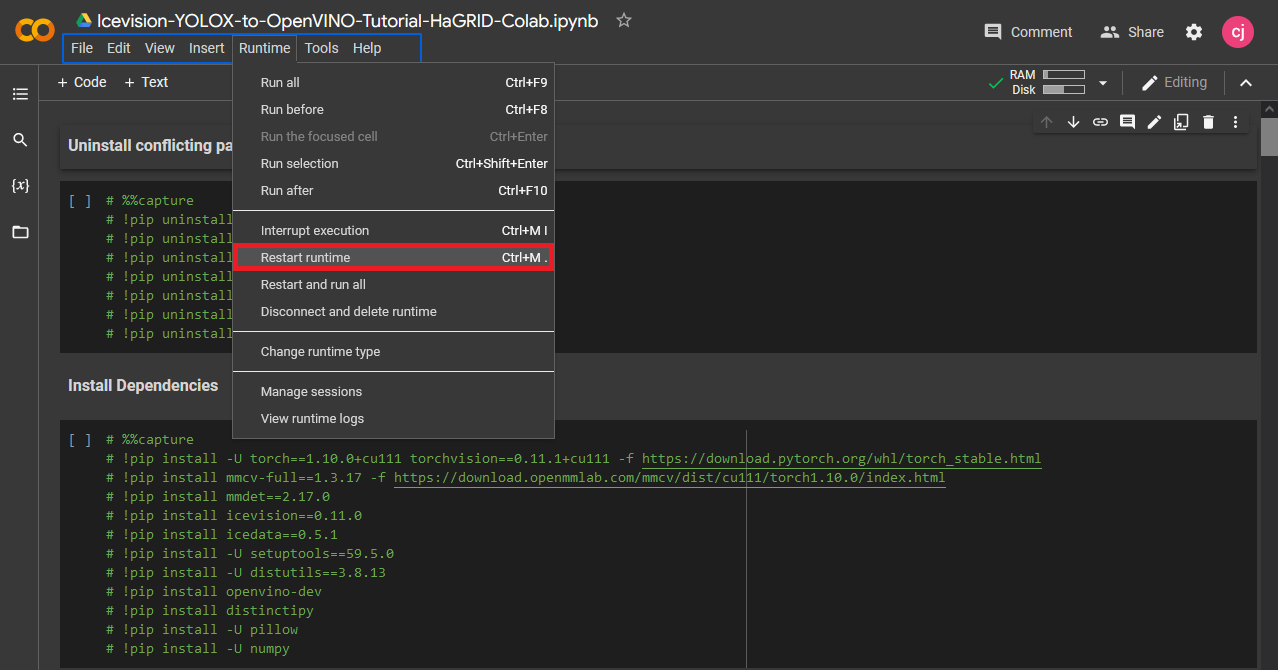 Icevision-YOLOX-to-OpenVINO-Tutorial-HaGRID-Colab.ipynb
Comment Share cj
File Edit View Insert Runtime Tools Help
+ Code + Text
RAM
Disk
Editing
Run all Ctrl+F9
Run before Ctrl+F8
Run the focused cell Ctrl+Enter
Run selection Ctrl+Shift+Enter
Run after Ctrl+F10
Interrupt execution Ctrl+M I
Restart runtime Ctrl+M .
Restart and run all
Disconnect and delete runtime
Change runtime type
Manage sessions
View runtime logs
{x}
Uninstall conflicting pa
[ ] # %%capture
# !pip uninstall
# !pip uninstall
# !pip uninstall
# !pip uninstall
# !pip uninstall
# !pip uninstall
# !pip uninstall
Install Dependencies
[ ] # %%capture
# !pip install -U torch==1.10.0+cu111 torchvision==0.11.1+cu111 -f https://download.pytorch.org/whl/torch_stable.html
# !pip install mmcv-full==1.3.17 -f https://download.openmmlab.com/mmcv/dist/cu111/torch1.10.0/index.html
# !pip install mmdet==2.17.0
# !pip install icevision==0.11.0
# !pip install icedata==0.5.1
# !pip install -U setuptools==59.5.0
# !pip install -U distutils==3.8.13
# !pip install openvino-dev
# !pip install distinctipy
# !pip install -U pillow
# !pip install -U numpy